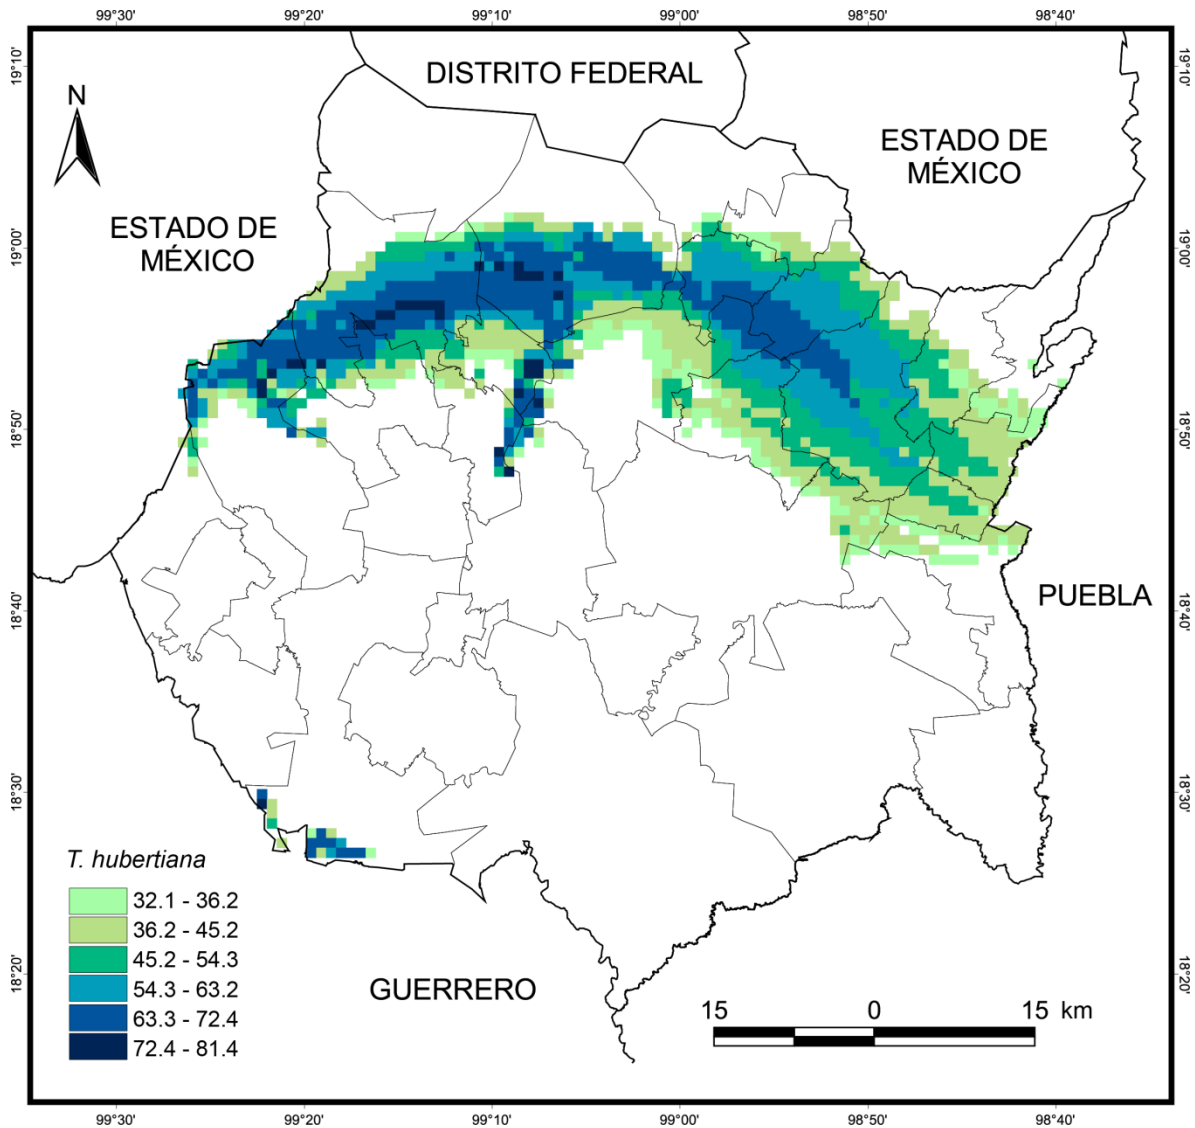 99°30' 99°20' 99°10' 99°00' 98°50' 98°40'
19°10' 19°10'
N
DISTRITO FEDERAL
ESTADO DE
MÉXICO
ESTADO DE
MÉXICO
19°00' 19°00'
18°50' 18°50'
PUEBLA
18°40' 18°40'
18°30' 18°30'
T. hubertiana
32.1 - 36.2
36.2 - 45.2
45.2 - 54.3
54.3 - 63.2
63.3 - 72.4
72.4 - 81.4
18°20' 18°20'
GUERRERO
15 0 15 km
99°30' 99°20' 99°10' 99°00' 98°50' 98°40'